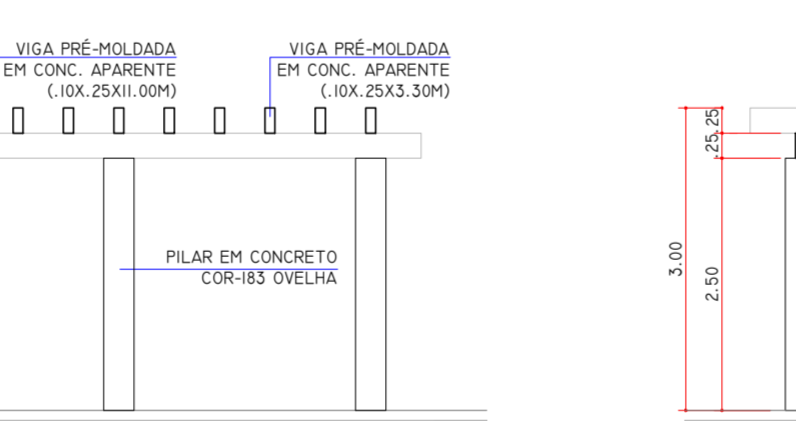 VIGA PRÉ-MOLDADA
EM CONC. APARENTE
(.10X.25X11.00M)
VIGA PRÉ-MOLDADA
EM CONC. APARENTE
(.10X.25X3.30M)
PILAR EM CONCRETO
COR-183 OVELHA
.25
.25
3.00
2.50